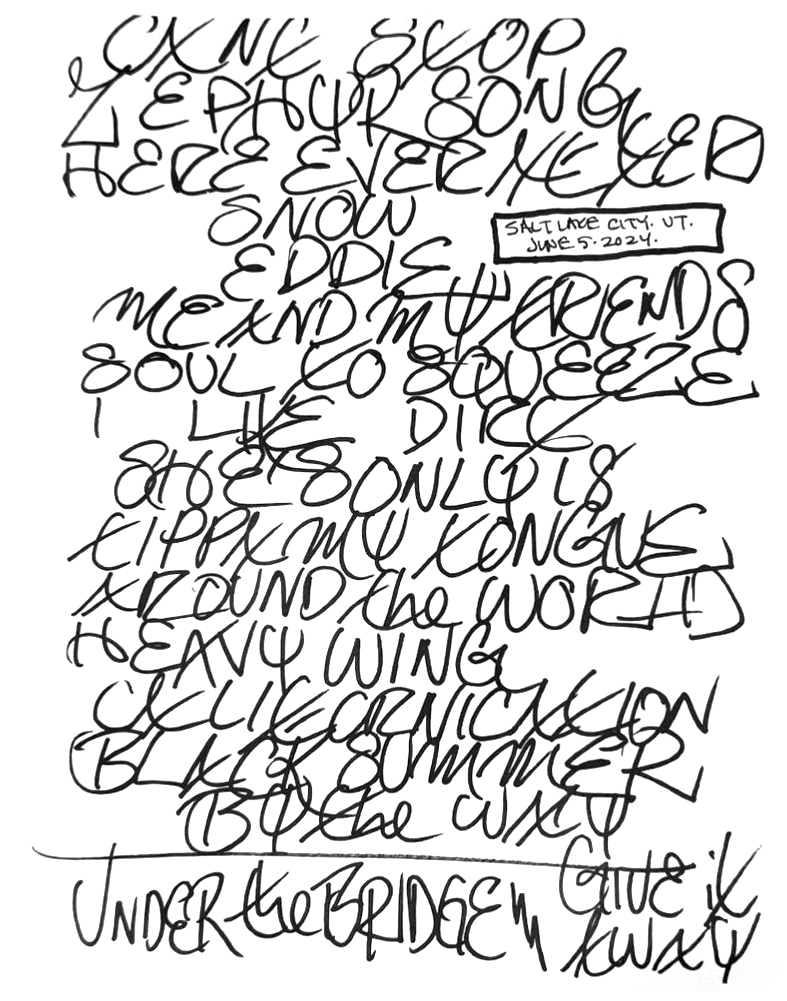 CAN'T STOP
ZEPHYR SONG
HERE EVER AFTER
SNOW
SALT LAKE CITY. UT.
JUNE 5. 2024.
EDDIE
ME AND MY FRIENDS
SOUL TO SQUEEZE
I LIKE DIRT
SHE'S ONLY 18
TIPPA MY TONGUE
AROUND the WORLD
HEAVY WING
CALIFORNICATION
BLACK SUMMER
BY the WAY
UNDER the BRIDGE GIVE it
AWAY